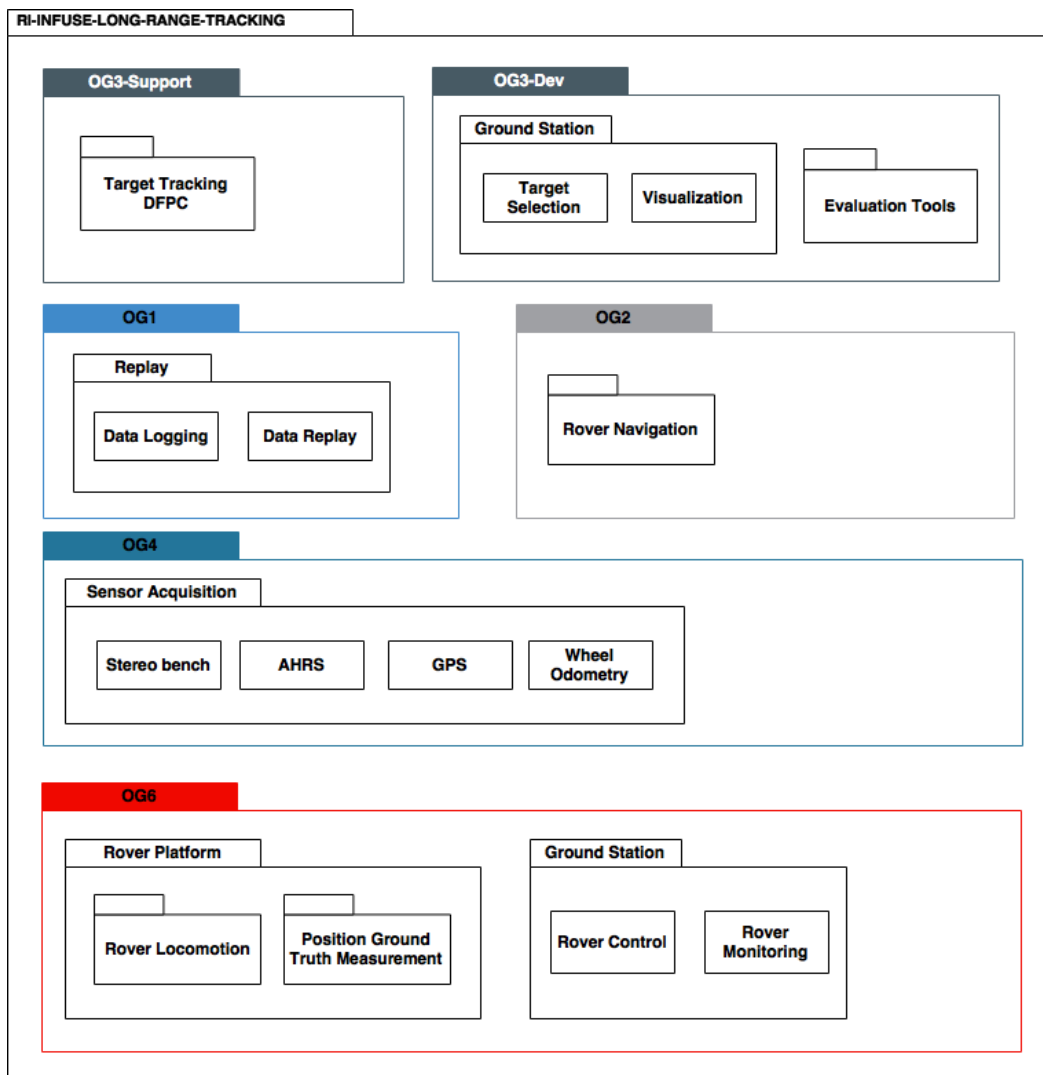 RI-INFUSE-LONG-RANGE-TRACKING
OG3-Support
Target Tracking
DFPC
OG3-Dev
Ground Station
Target
Selection
Visualization
Evaluation Tools
OG1
Replay
Data Logging
Data Replay
OG2
Rover Navigation
OG4
Sensor Acquisition
Stereo bench
AHRS
GPS
Wheel
Odometry
OG6
Rover Platform
Rover Locomotion
Position Ground
Truth Measurement
Ground Station
Rover Control
Rover
Monitoring